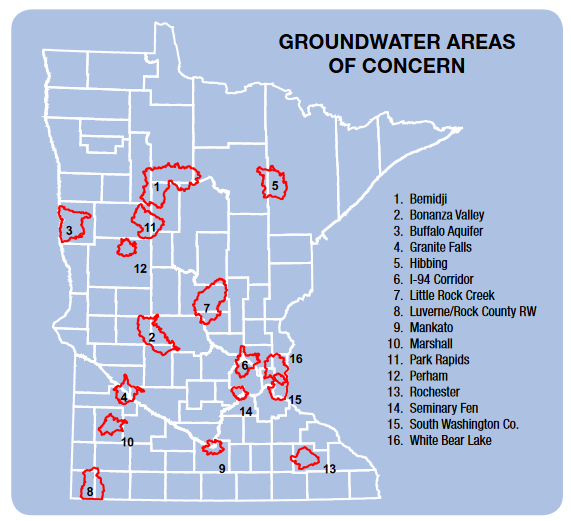 GROUNDWATER AREAS
OF CONCERN
1
5
11
3
12
7
2
6
16
4
14
15
10
9
13
8
1. Bemidji
2. Bonanza Valley
3. Buffalo Aquifer
4. Granite Falls
5. Hibbing
6. I-94 Corridor
7. Little Rock Creek
8. Luverne/Rock County RW
9. Mankato
10. Marshall
11. Park Rapids
12. Perham
13. Rochester
14. Seminary Fen
15. South Washington Co.
16. White Bear Lake